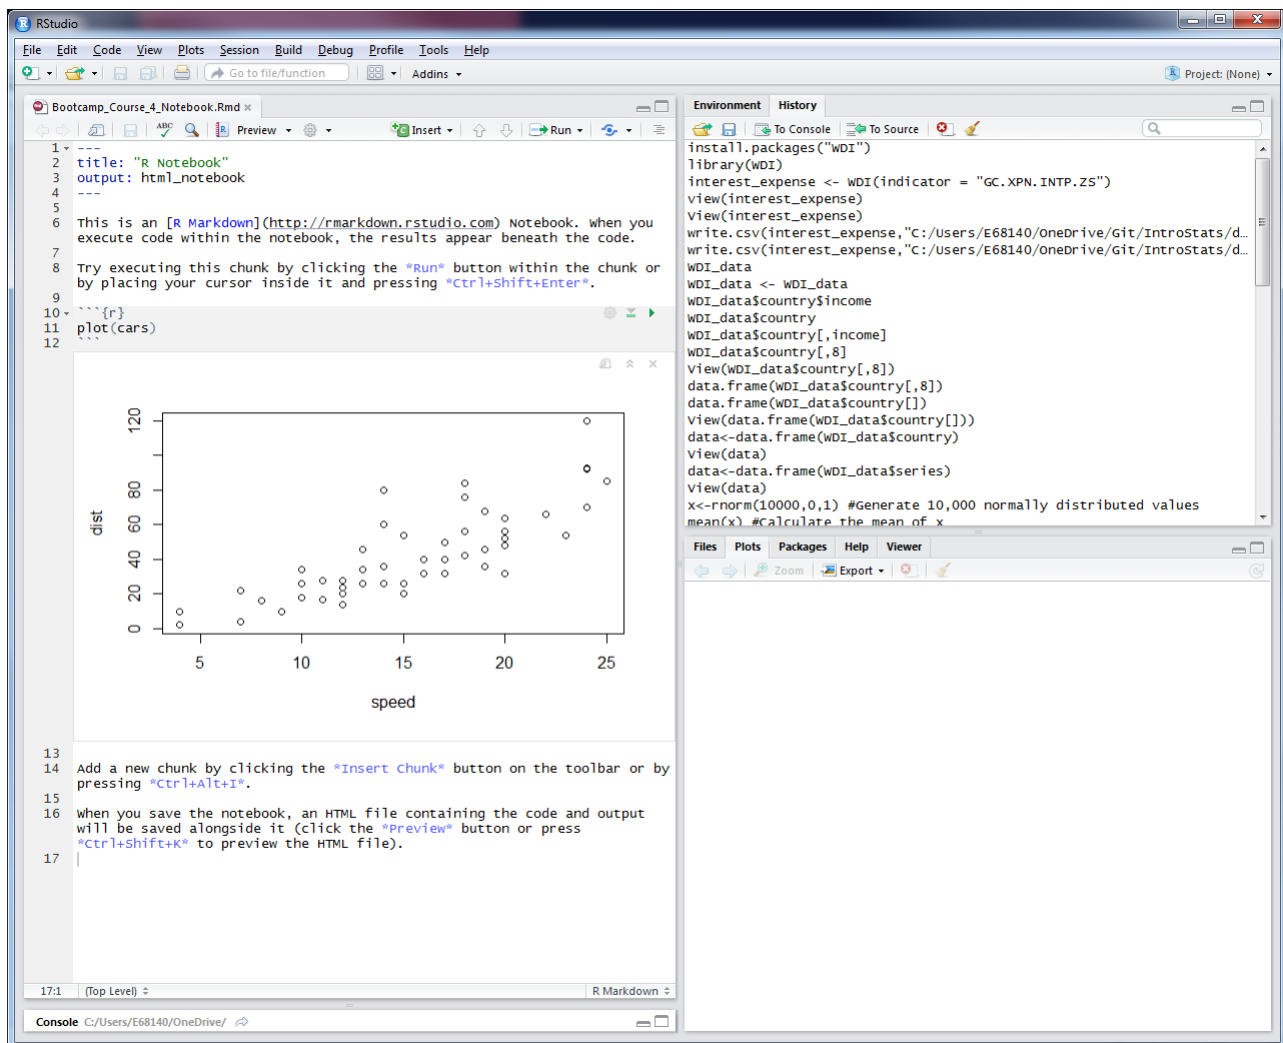 RStudio
File Edit Code View Plots Session Build Debug Profile Tools Help
Go to file/function Addins Project: (None)
Bootcamp_Course_4_Notebook.Rmd
ABC Preview Insert Run
1 ---
2 title: "R Notebook"
3 output: html_notebook
4 ---
5
6 This is an [R Markdown](http://rmarkdown.rstudio.com) Notebook. When you
execute code within the notebook, the results appear beneath the code.
7
8 Try executing this chunk by clicking the *Run* button within the chunk or
by placing your cursor inside it and pressing *Ctrl+Shift+Enter*.
9
10 ```{r}
11 plot(cars)
12 ```
120
80
60
40
20
0
dist
5 10 15 20 25
speed
13
14 Add a new chunk by clicking the *Insert Chunk* button on the toolbar or by
pressing *Ctrl+Alt+I*.
15
16 When you save the notebook, an HTML file containing the code and output
will be saved alongside it (click the *Preview* button or press
*Ctrl+Shift+K* to preview the HTML file).
17
17:1 (Top Level) R Markdown
Console C:/Users/E68140/OneDrive/
Environment History
To Console To Source
install.packages("WDI")
library(WDI)
interest_expense <- WDI(indicator = "GC.XPN.INTP.ZS")
view(interest_expense)
View(interest_expense)
write.csv(interest_expense,"C:/Users/E68140/OneDrive/Git/IntroStats/d…
write.csv(interest_expense,"C:/Users/E68140/OneDrive/Git/IntroStats/d…
WDI_data
WDI_data <- WDI_data
WDI_data$country$income
WDI_data$country
WDI_data$country[,income]
WDI_data$country[,8]
View(WDI_data$country[,8])
data.frame(WDI_data$country[,8])
data.frame(WDI_data$country[])
View(data.frame(WDI_data$country[]))
data<-data.frame(WDI_data$country)
View(data)
data<-data.frame(WDI_data$series)
View(data)
x<-rnorm(10000,0,1) #Generate 10,000 normally distributed values
mean(x) #Calculate the mean of x
Files Plots Packages Help Viewer
Zoom Export